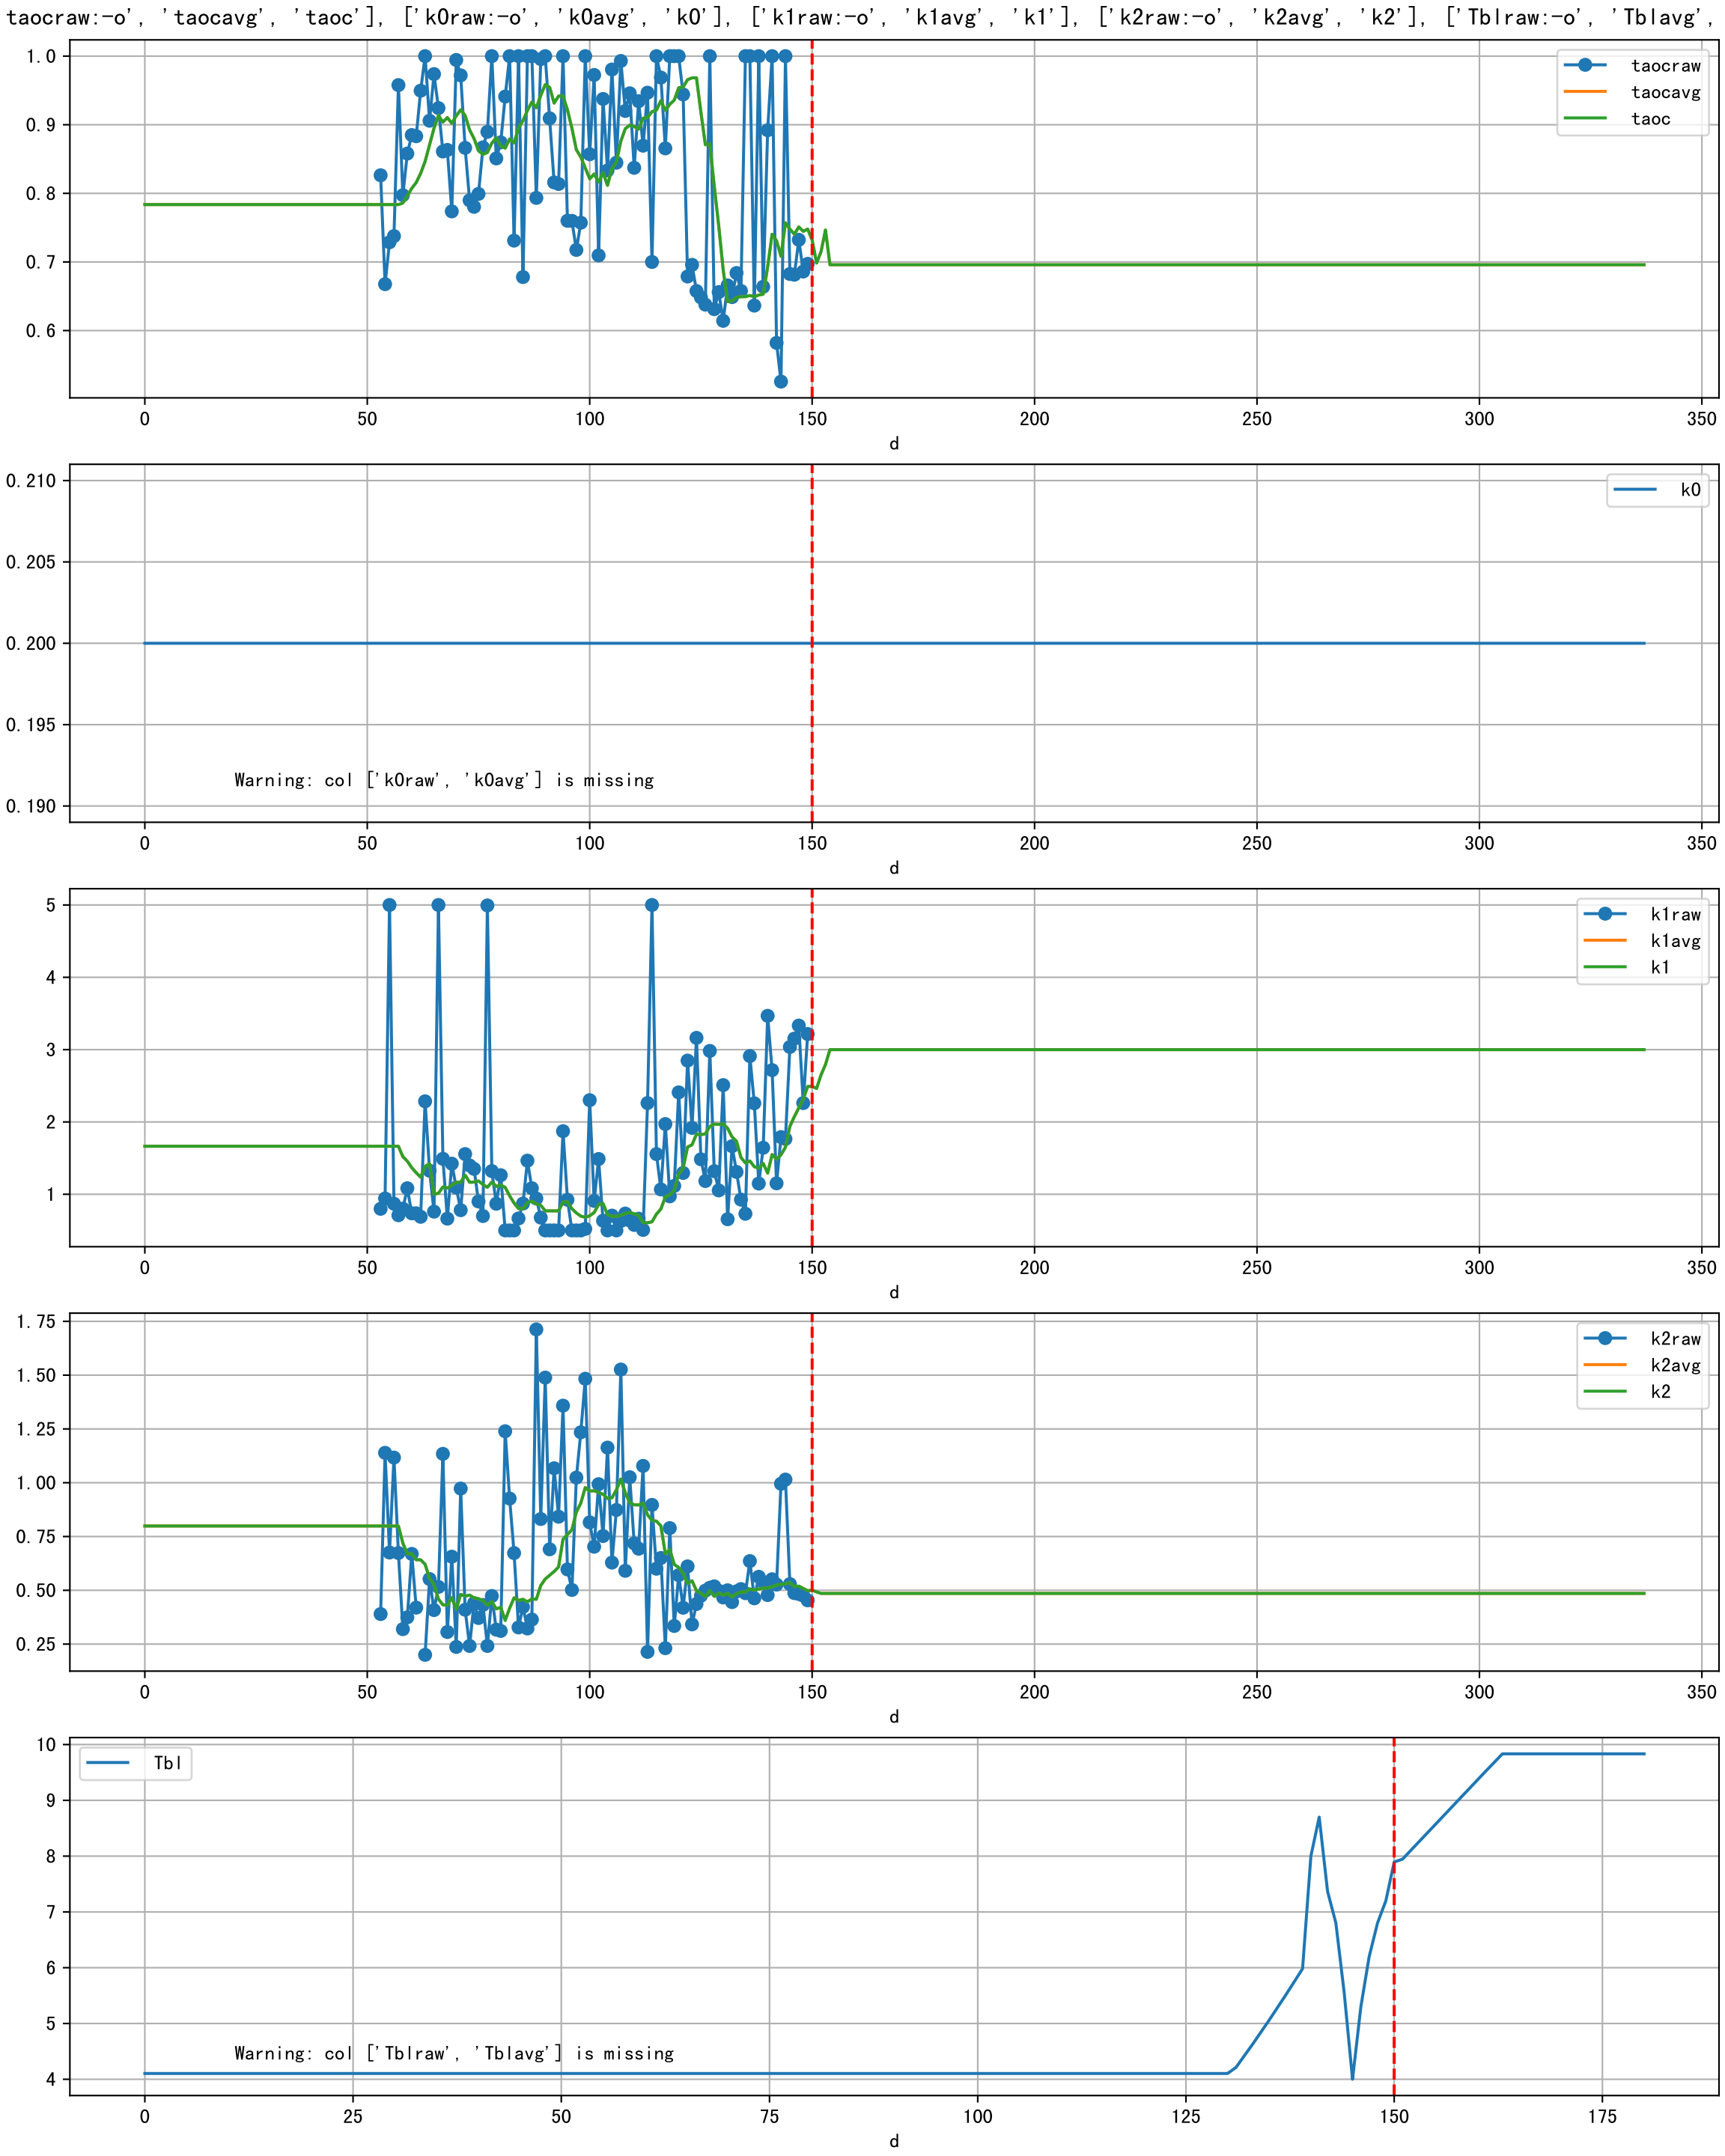 taocraw:-o', 'taocavg', 'taoc'], ['k0raw:-o', 'k0avg', 'k0'], ['k1raw:-o', 'k1avg', 'k1'], ['k2raw:-o', 'k2avg', 'k2'], ['Tblraw:-o', 'Tblavg',
1.0
0.9
0.8
0.7
0.6
taocraw
taocavg
taoc
0 50 100 150 200 250 300 350
d
0.210
0.205
0.200
0.195
0.190
k0
Warning: col ['k0raw', 'k0avg'] is missing
0 50 100 150 200 250 300 350
d
5
4
3
2
1
k1raw
k1avg
k1
0 50 100 150 200 250 300 350
d
1.75
1.50
1.25
1.00
0.75
0.50
0.25
k2raw
k2avg
k2
0 50 100 150 200 250 300 350
d
10
9
8
7
6
5
4
Tbl
Warning: col ['Tblraw', 'Tblavg'] is missing
0 25 50 75 100 125 150 175
d